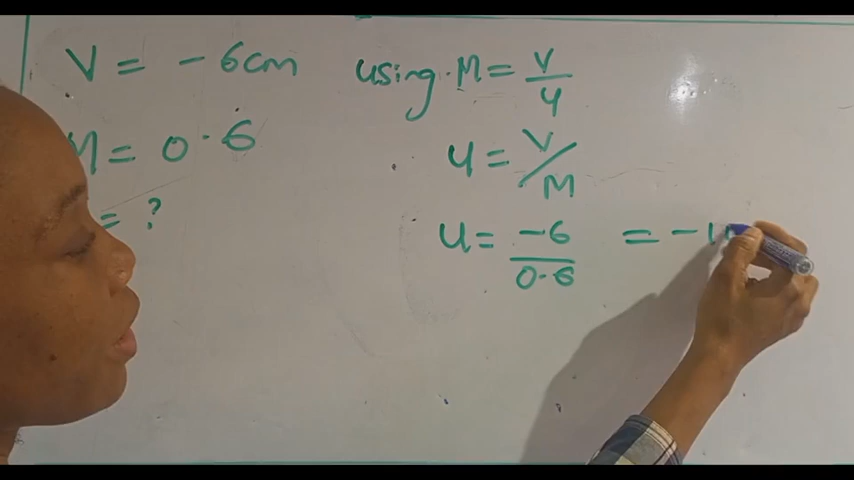 V = - 6cm
M = 0.6
= ?
using M = V/u
u = V/M
u = -6/0.6 = -1